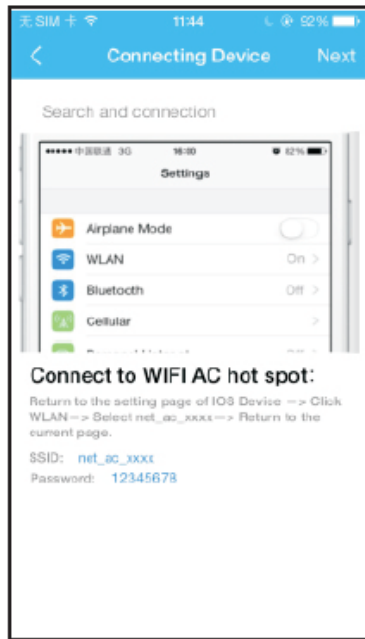 无SIM卡 11:44 92%
Connecting Device Next
Search and connection
中国联通 3G 16:00 82%
Settings
Airplane Mode
WLAN On
Bluetooth Off
Cellular
Connect to WIFI AC hot spot:
Return to the setting page of IOS Device —> Click
WLAN—> Select net_ac_xxxx—> Return to the
current page.
SSID: net_ac_xxxx
Password: 12345678